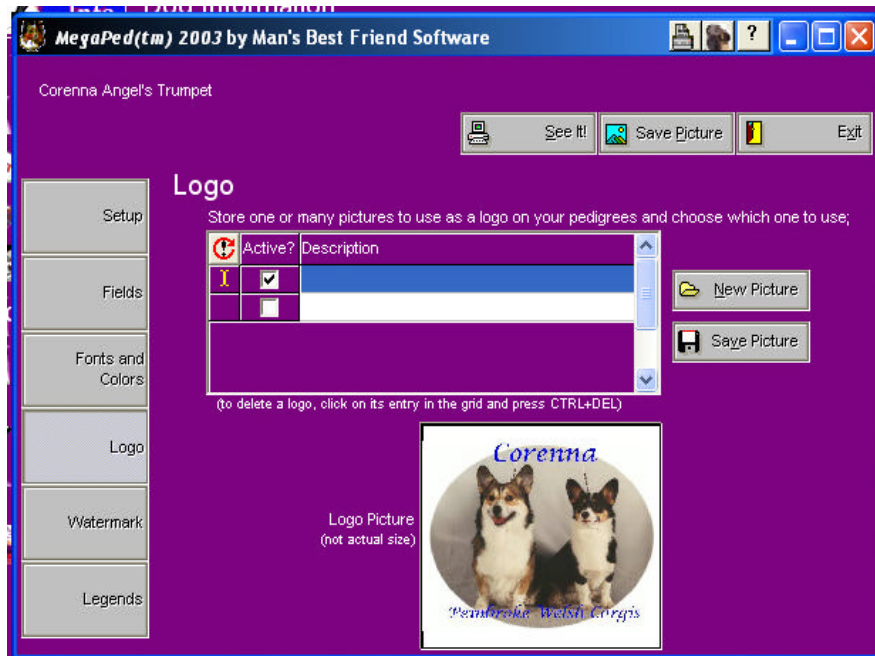 Info Dog Information
MegaPed(tm) 2003 by Man's Best Friend Software
?
Corenna Angel's Trumpet
See It!
Save Picture
Exit
Setup
Fields
Fonts and
Colors
Logo
Watermark
Legends
Logo
Store one or many pictures to use as a logo on your pedigrees and choose which one to use;
Active? Description
New Picture
Save Picture
(to delete a logo, click on its entry in the grid and press CTRL+DEL)
Logo Picture
(not actual size)
Corenna
Pembroke Welsh Corgis